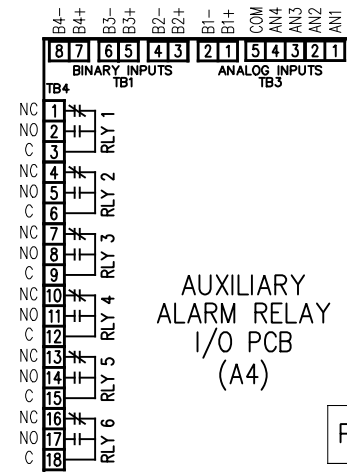 B4- B4+ B3- B3+ B2- B2+ B1- B1+ COM AN4 AN3 AN2 AN1
8 7 6 5 4 3 2 1 5 4 3 2 1
BINARY INPUTS ANALOG INPUTS
TB1 TB3
TB4
NC 1
NO 2 RLY 1
C 3
NC 4
NO 5 RLY 2
C 6
NC 7
NO 8 RLY 3
C 9
NC 10
NO 11 RLY 4
C 12
NC 13
NO 14 RLY 5
C 15
NC 16
NO 17 RLY 6
C 18
AUXILIARY
ALARM RELAY
I/O PCB
(A4)